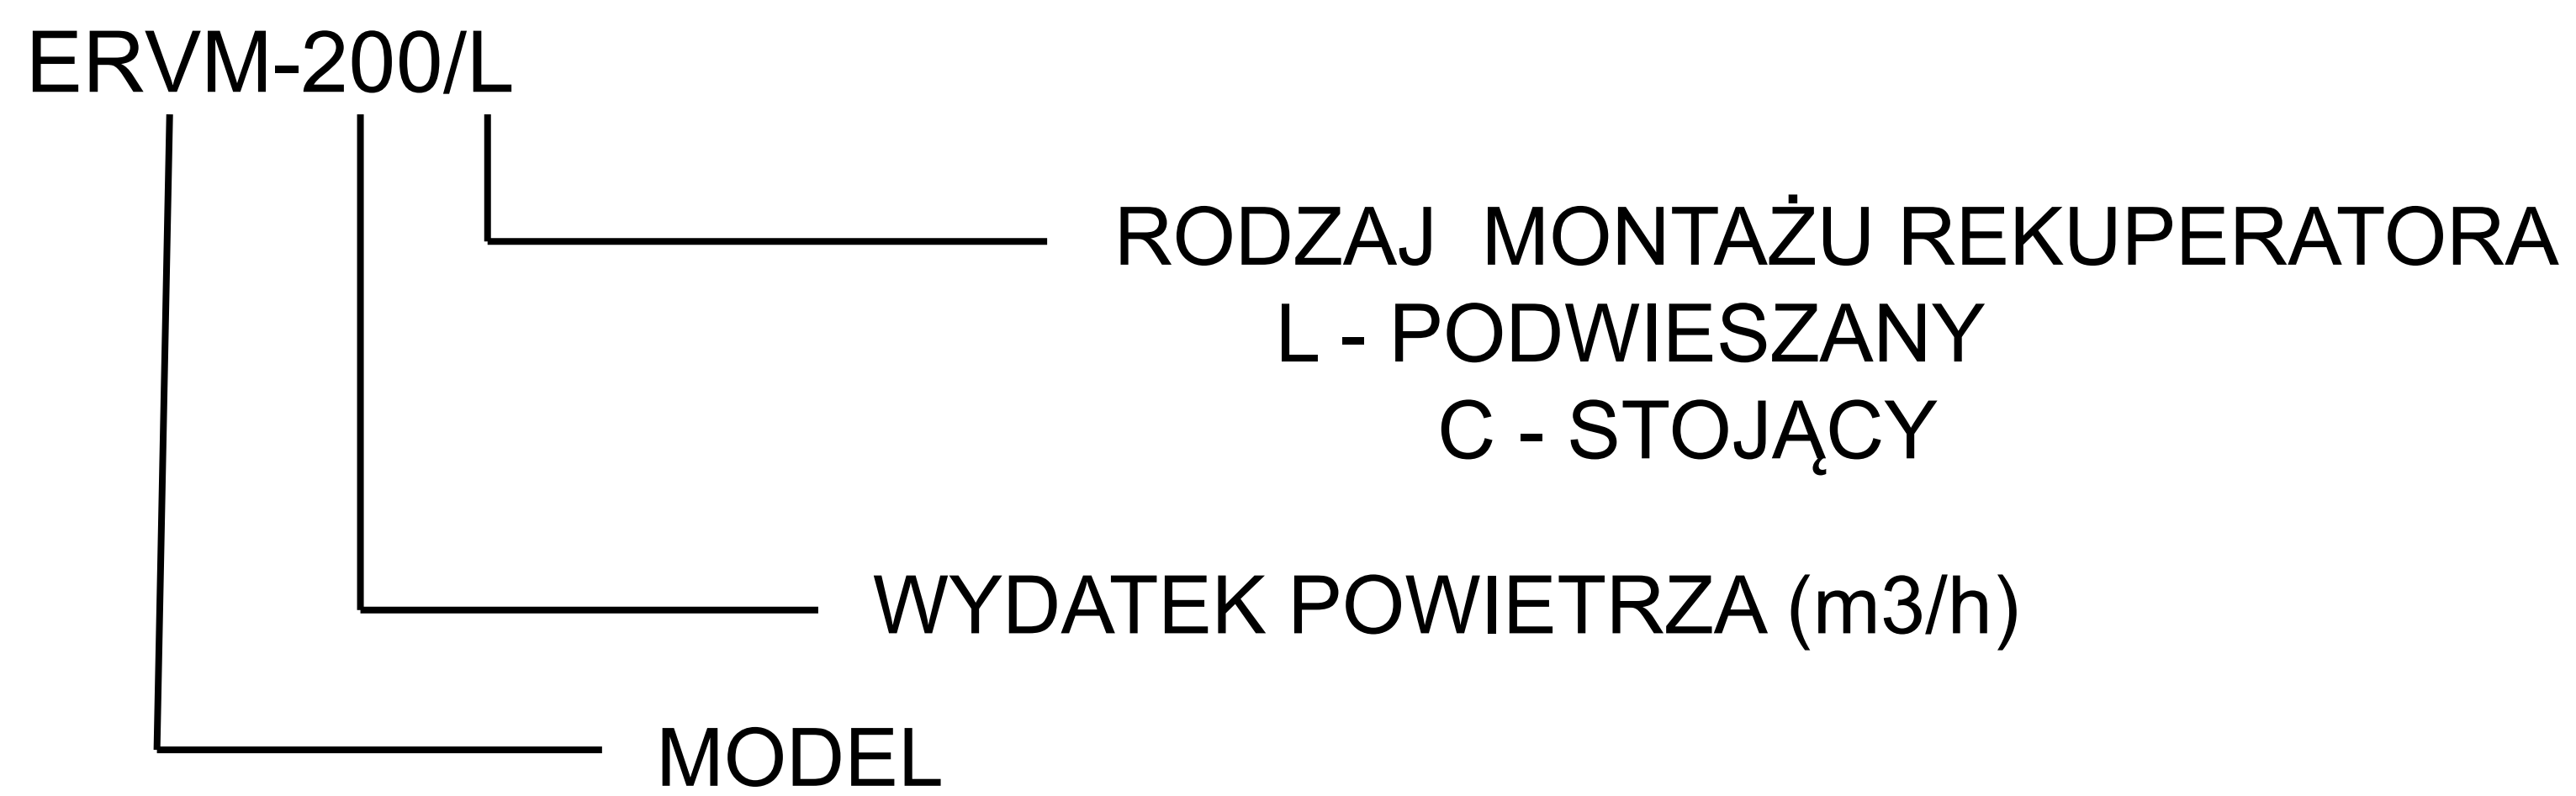 ERVM-200/L
RODZAJ MONTAŻU REKUPERATORA
L - PODWIESZANY
C - STOJĄCY
WYDATEK POWIETRZA (m3/h)
MODEL